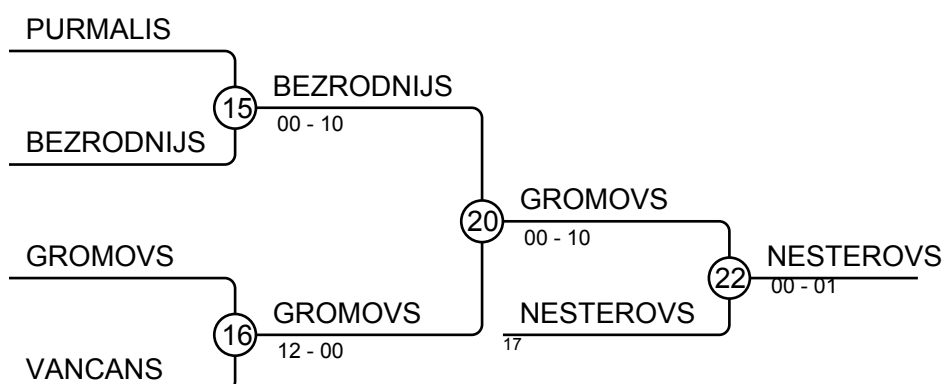 PURMALIS
15
BEZRODNIJS
00 - 10
BEZRODNIJS
20
GROMOVS
00 - 10
GROMOVS
22
NESTEROVS
00 - 01
16
GROMOVS
12 - 00
NESTEROVS
17
VANCANS